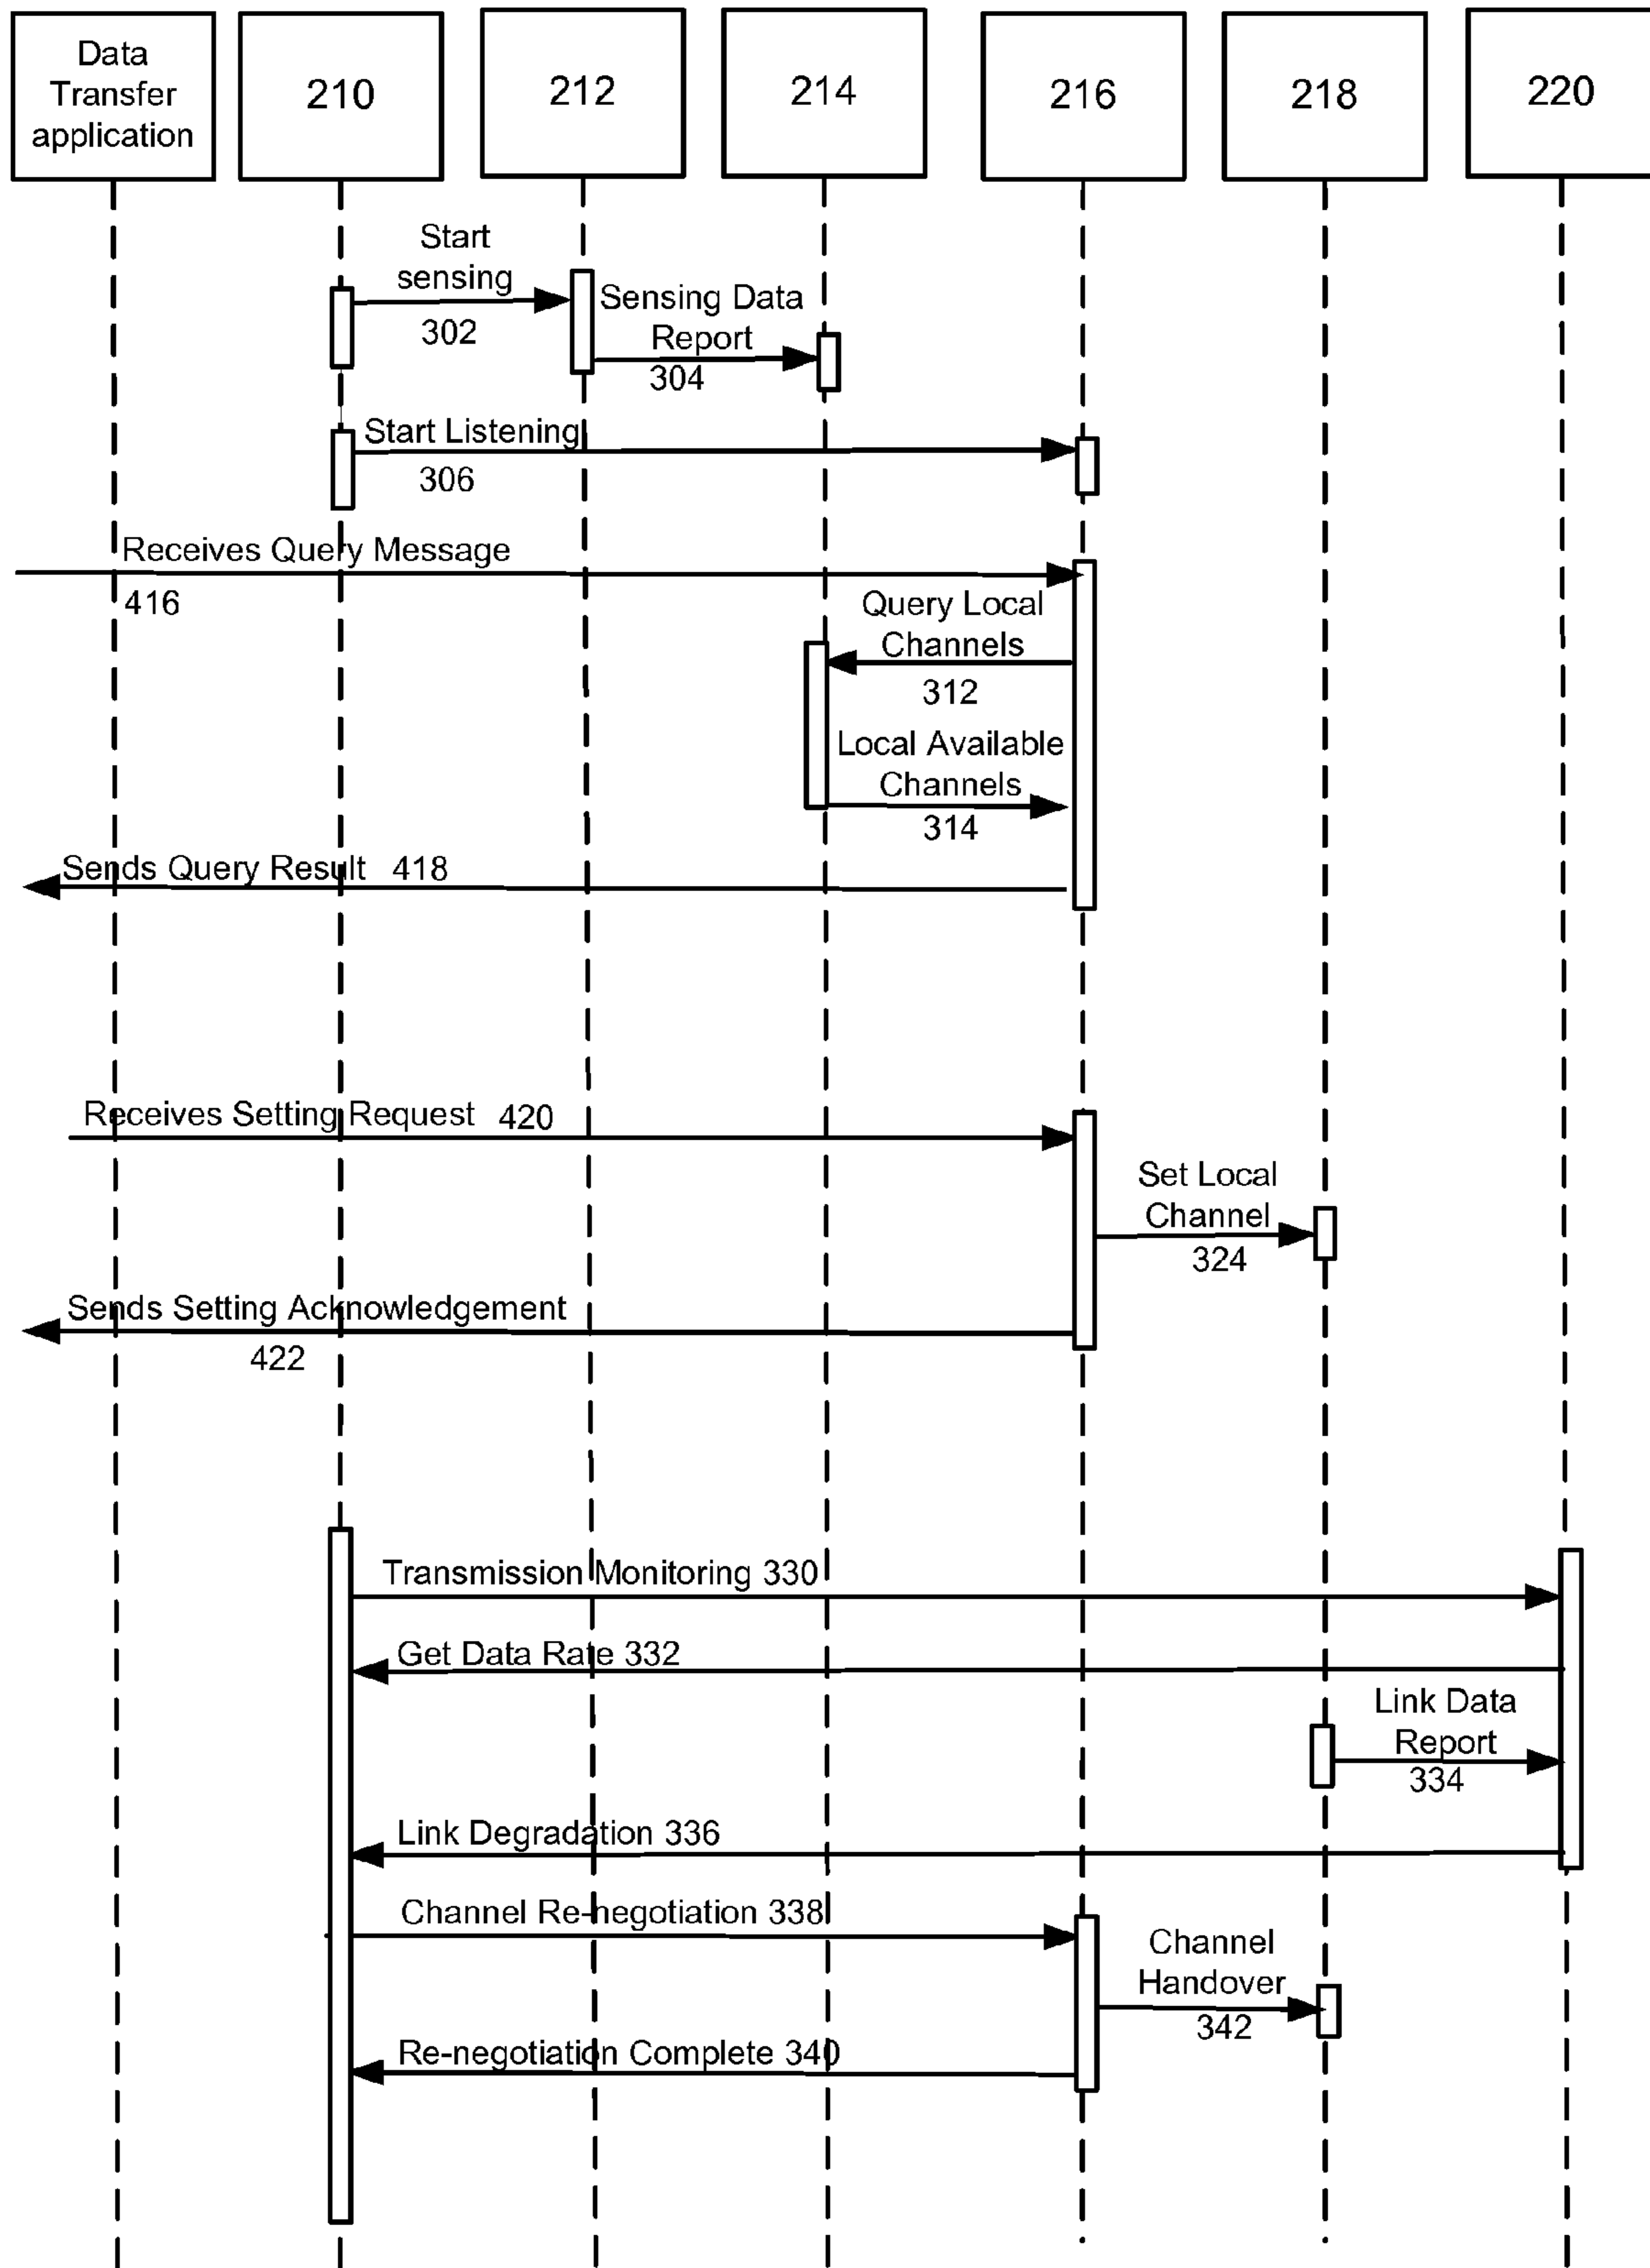 Data
Transfer
application
210
212
214
216
218
220
Start
sensing
302
Sensing Data
Report
304
Start Listening
306
Receives Query Message
416
Query Local
Channels
312
Local Available
Channels
314
Sends Query Result 418
Receives Setting Request 420
Set Local
Channel
324
Sends Setting Acknowledgement
422
Transmission Monitoring 330
Get Data Rate 332
Link Data
Report
334
Link Degradation 336
Channel Re-negotiation 338
Channel
Handover
342
Re-negotiation Complete 340